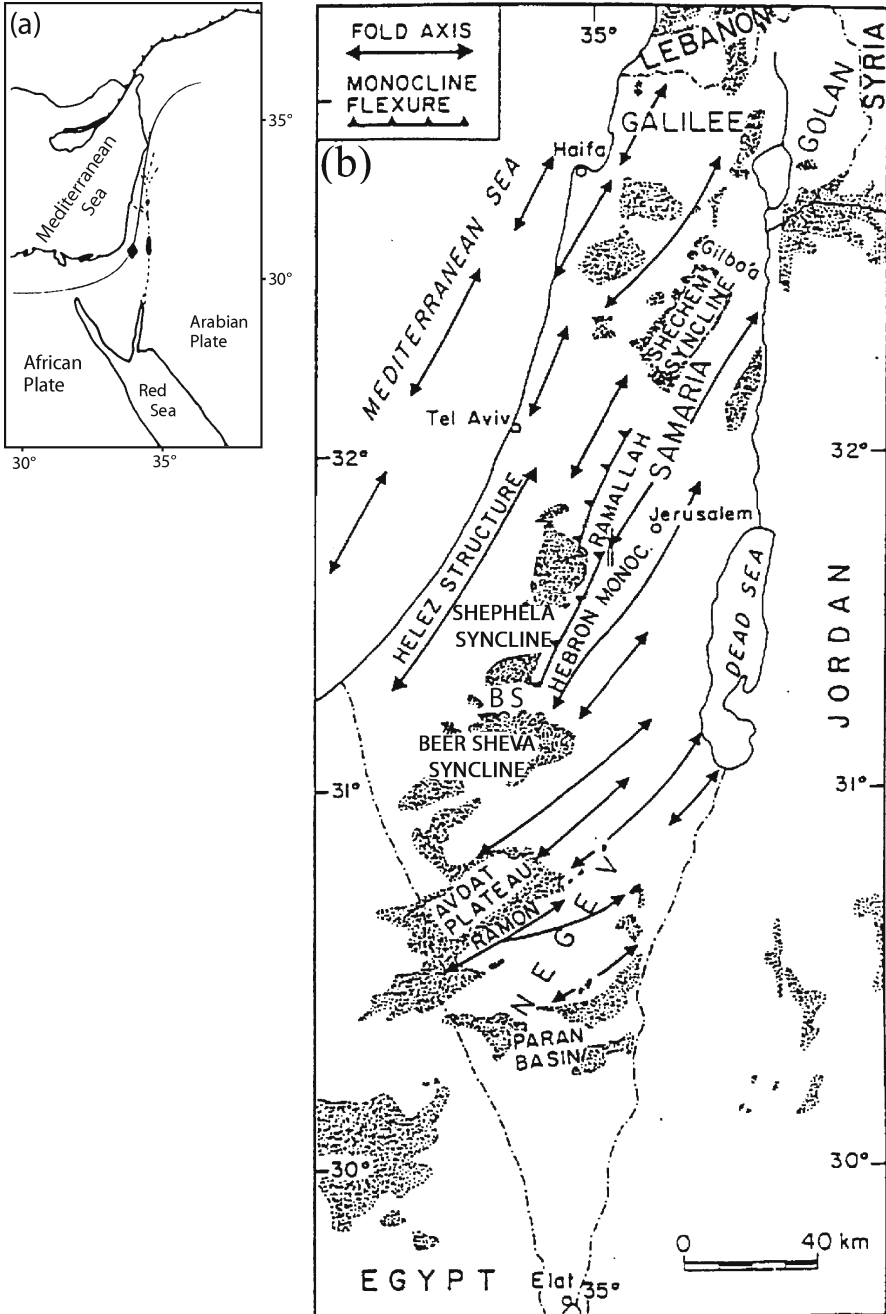 (a)
Mediterranean
Sea
35°
30°
Arabian
Plate
African
Plate
Red
Sea
30°
35°
FOLD AXIS
MONOCLINE
FLEXURE
(b)
35°
LEBANON
SYRIA
GOLAN
GALILEE
Haifa
MEDITERRANEAN SEA
Gilbo'a
SHECHEM
SYNCLINE
SAMARIA
Tel Aviv
32°
32°
RAMALLAH
Jerusalem
HELEZ STRUCTURE
HEBRON MONOC.
DEAD SEA
JORDAN
SHEPHELA
SYNCLINE
B S
BEER SHEVA
SYNCLINE
31°
31°
AVDAT
PLATEAU
RAMON
NEGEV
PARAN
BASIN
30°
30°
0 40 km
EGYPT
Elat
35°